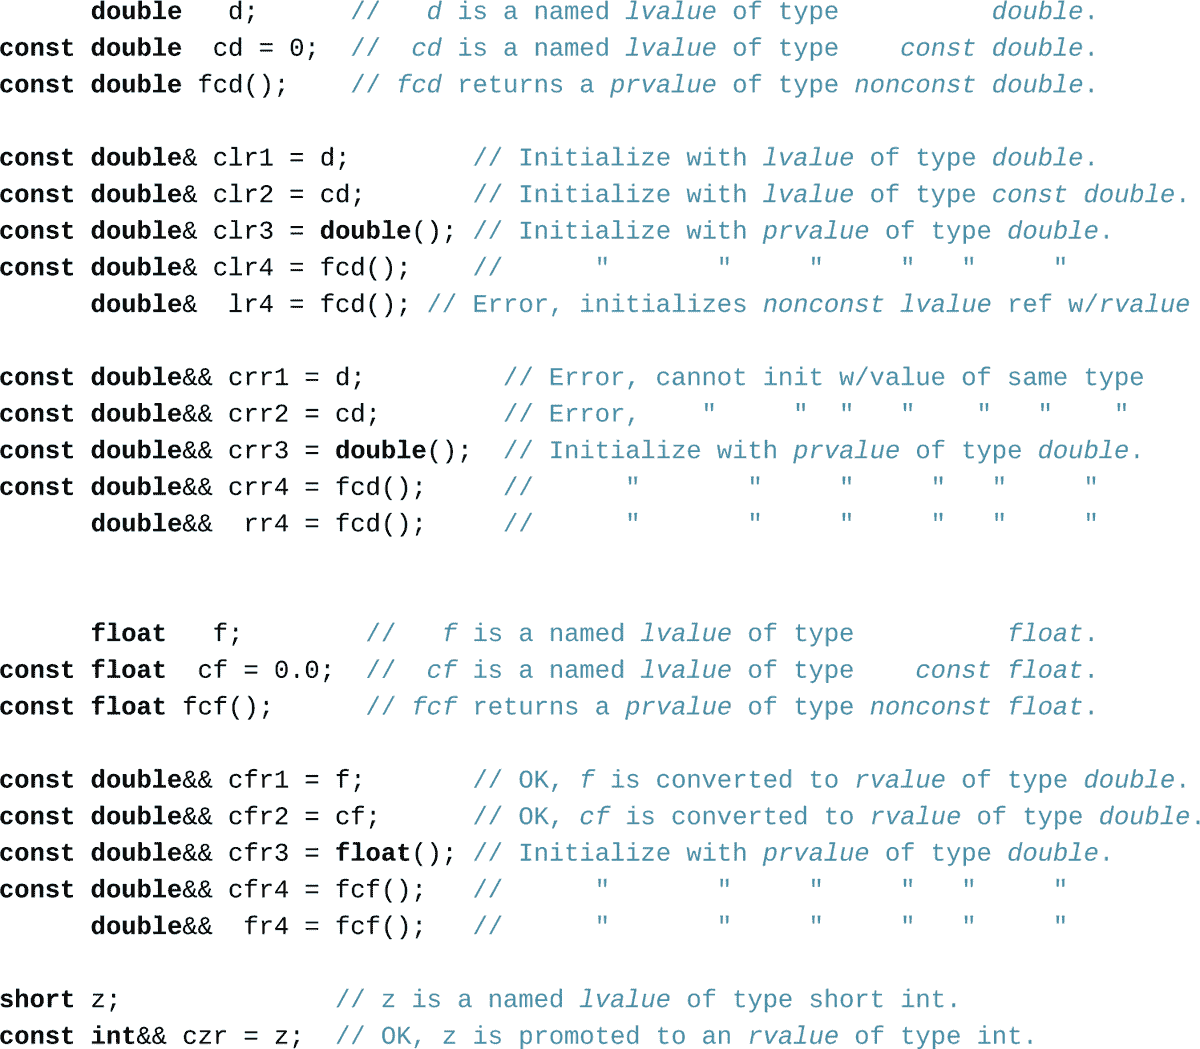 double   d;      //   d is a named lvalue of type          double.
const double  cd = 0;  //  cd is a named lvalue of type    const double.
const double fcd();    // fcd returns a prvalue of type nonconst double.
const double& clr1 = d;        // Initialize with lvalue of type double.
const double& clr2 = cd;       // Initialize with lvalue of type const double.
const double& clr3 = double(); // Initialize with prvalue of type double.
const double& clr4 = fcd();    //      "       "     "     "   "     "
double&  lr4 = fcd(); // Error, initializes nonconst lvalue ref w/rvalue
const double&& crr1 = d;         // Error, cannot init w/value of same type
const double&& crr2 = cd;        // Error,    "     "  "   "    "   "    "
const double&& crr3 = double();  // Initialize with prvalue of type double.
const double&& crr4 = fcd();     //      "       "     "     "   "     "
double&&  rr4 = fcd();     //      "       "     "     "   "     "
float   f;        //   f is a named lvalue of type          float.
const float  cf = 0.0;  //  cf is a named lvalue of type    const float.
const float fcf();      // fcf returns a prvalue of type nonconst float.
const double&& cfr1 = f;       // OK, f is converted to rvalue of type double.
const double&& cfr2 = cf;      // OK, cf is converted to rvalue of type double.
const double&& cfr3 = float(); // Initialize with prvalue of type double.
const double&& cfr4 = fcf();   //      "       "     "     "   "     "
double&&  fr4 = fcf();   //      "       "     "     "   "     "
short z;              // z is a named lvalue of type short int.
const int&& czr = z;  // OK, z is promoted to an rvalue of type int.